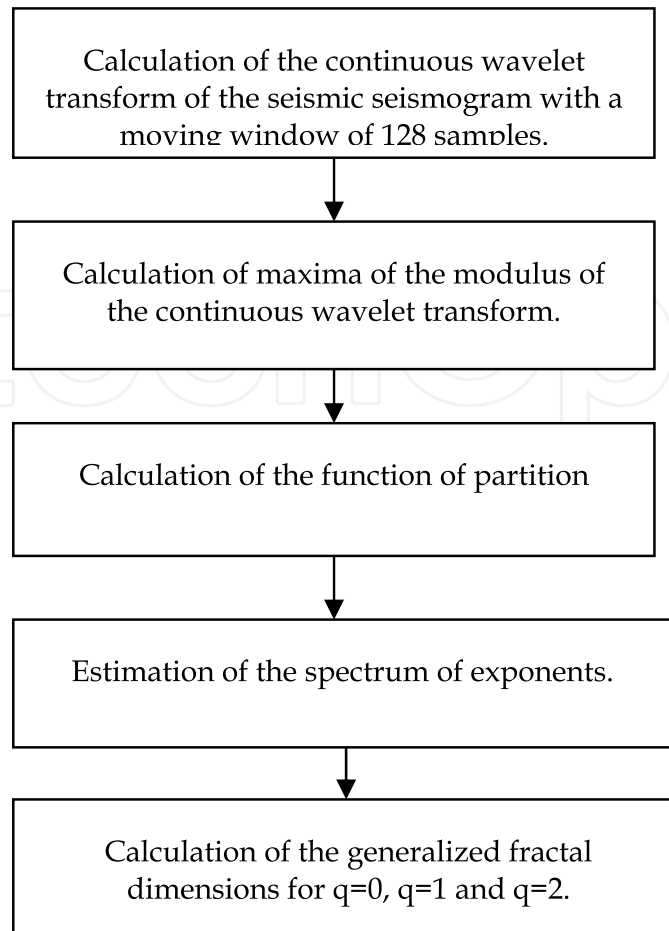 Calculation of the continuous wavelet
transform of the seismic seismogram with a
moving window of 128 samples.
Calculation of maxima of the modulus of
the continuous wavelet transform.
Calculation of the function of partition
Estimation of the spectrum of exponents.
Calculation of the generalized fractal
dimensions for q=0, q=1 and q=2.